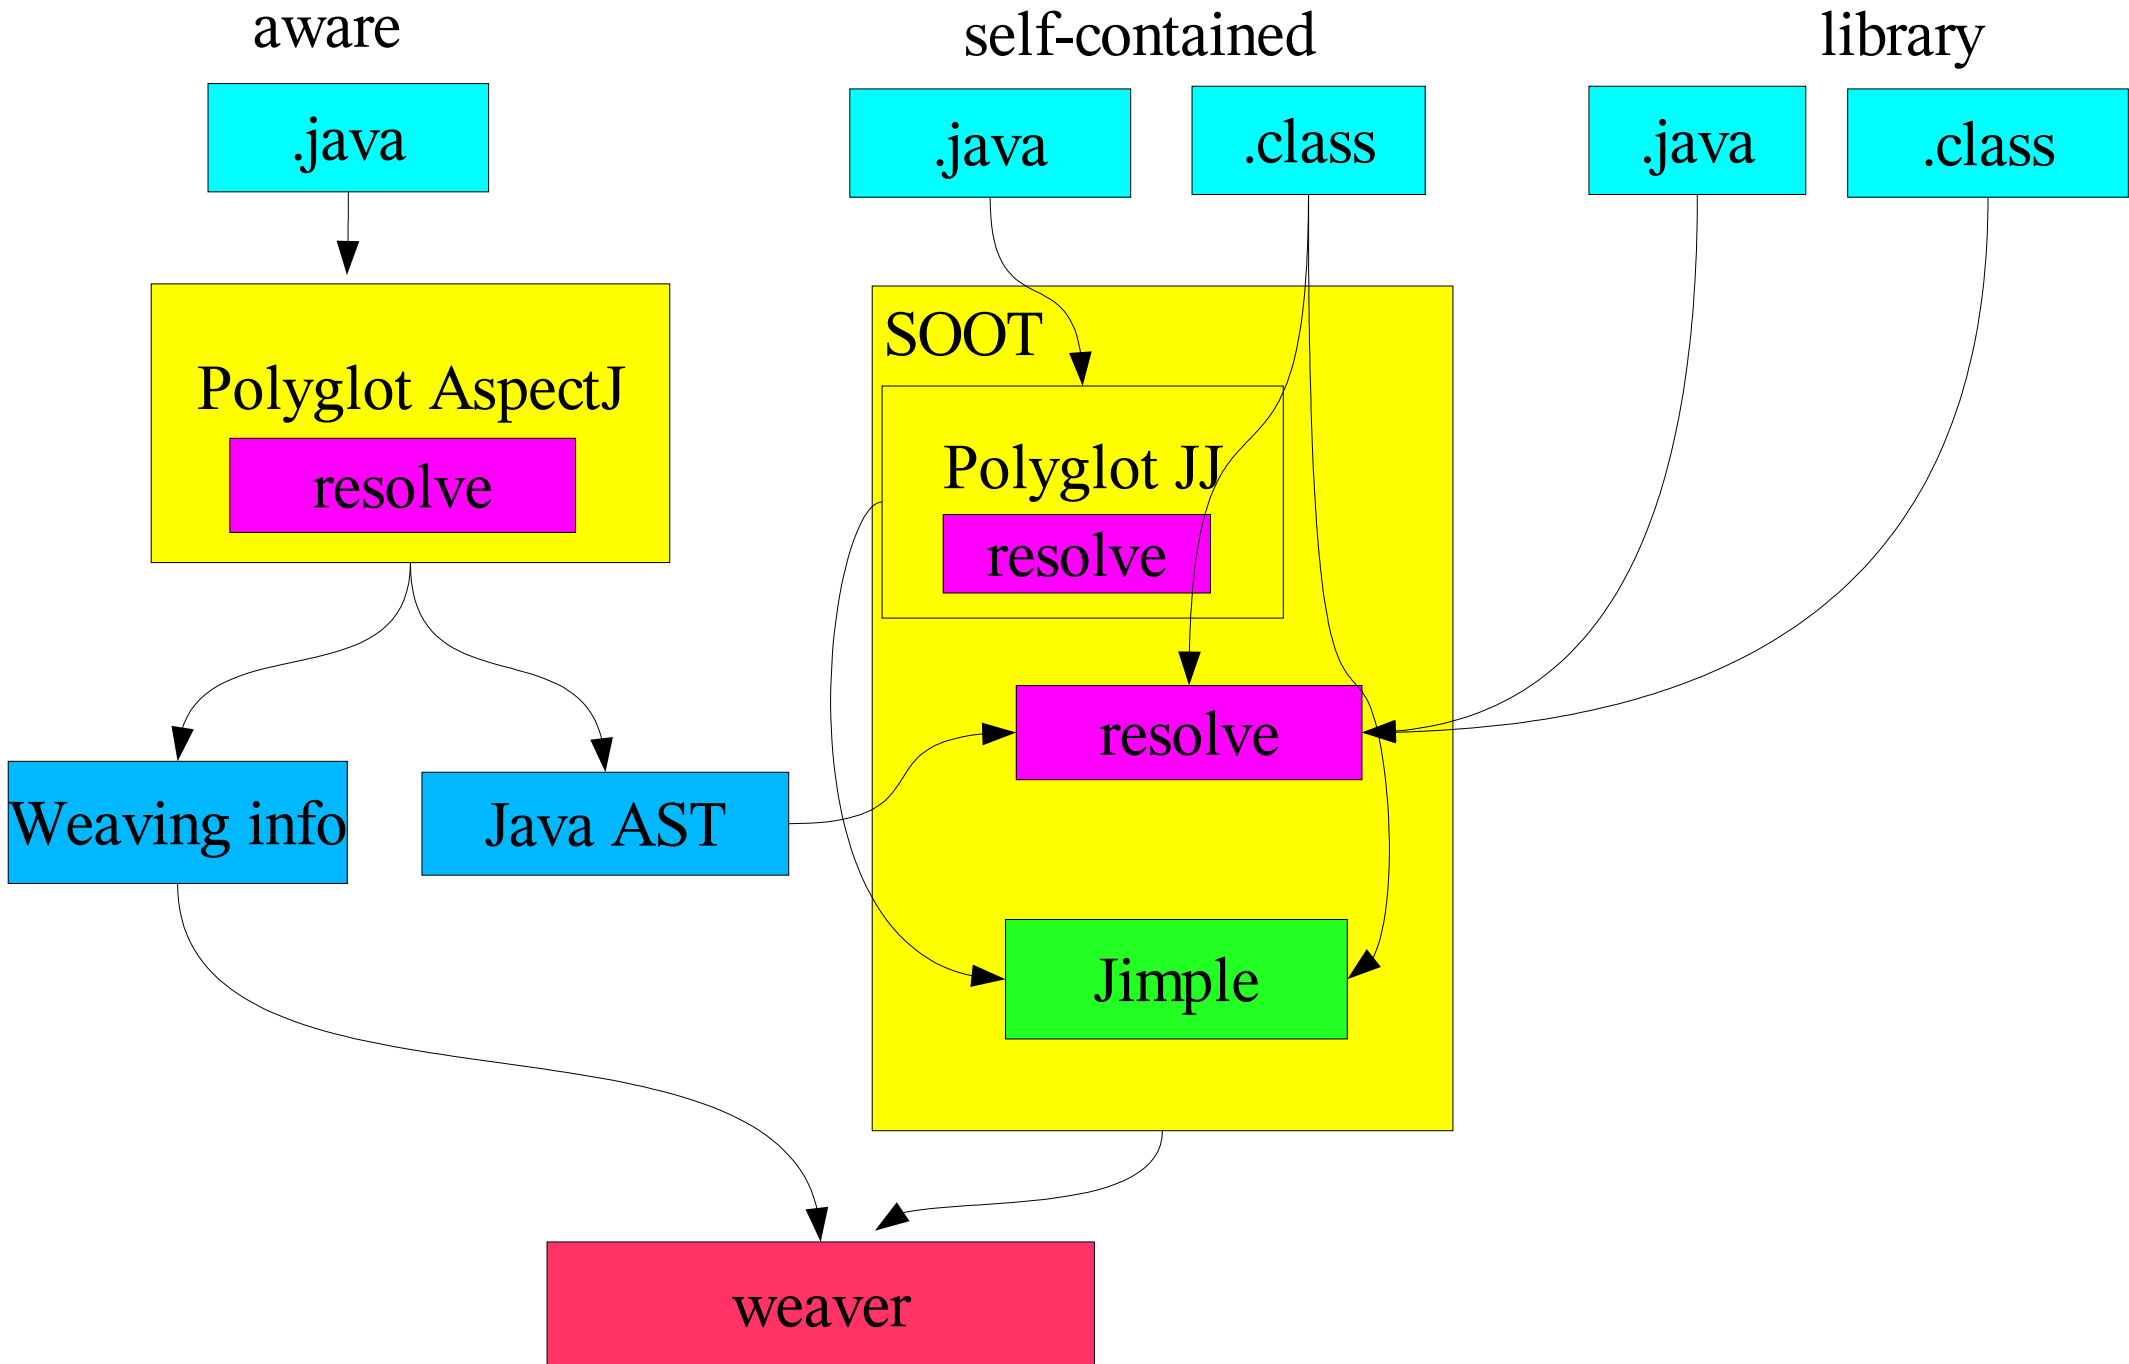 aware
self-contained
library
.java
.java
.class
.java
.class
SOOT
Polyglot AspectJ
resolve
Polyglot JJ
resolve
resolve
Weaving info
Java AST
Jimple
weaver